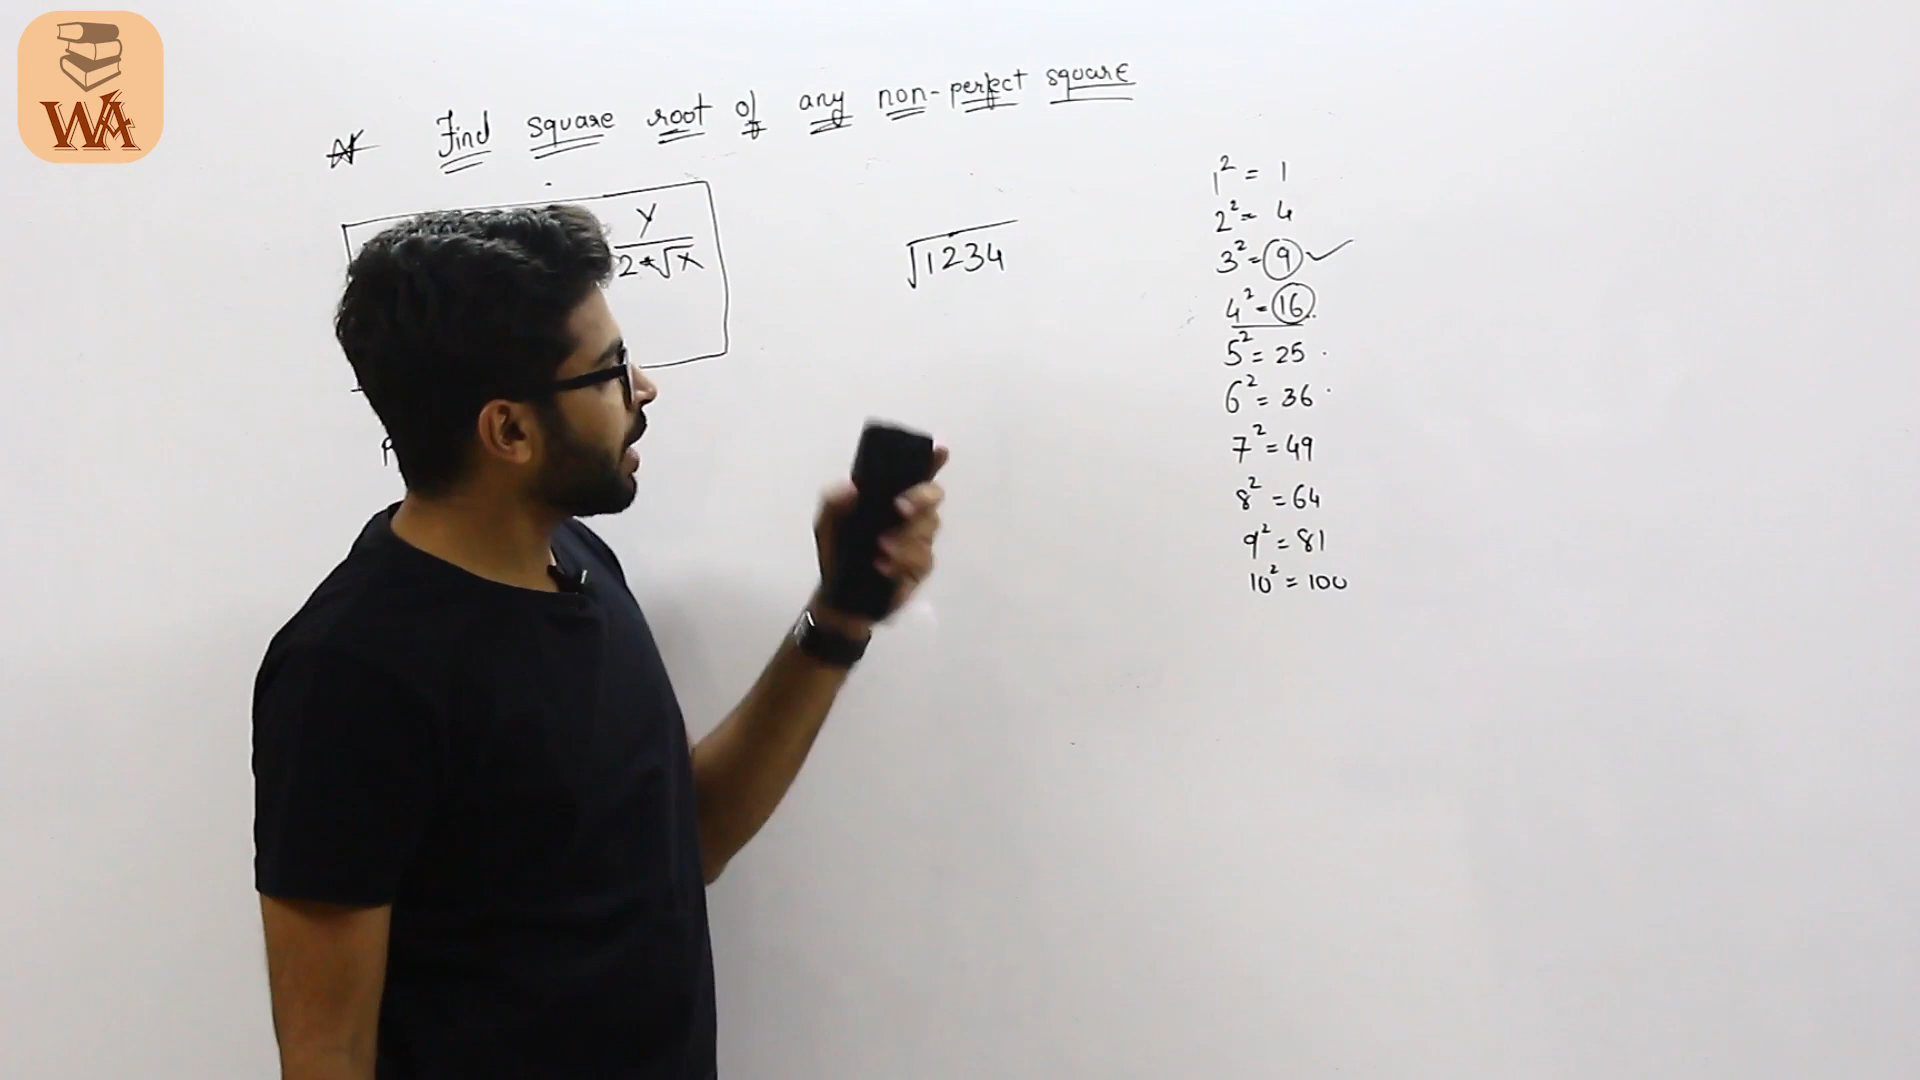 WA
Find square root of any non-perfect square
y
2*√x
√1234
1² = 1
2² = 4
3² = 9 ✓
4² = 16
5² = 25
6² = 36
7² = 49
8² = 64
9² = 81
10² = 100